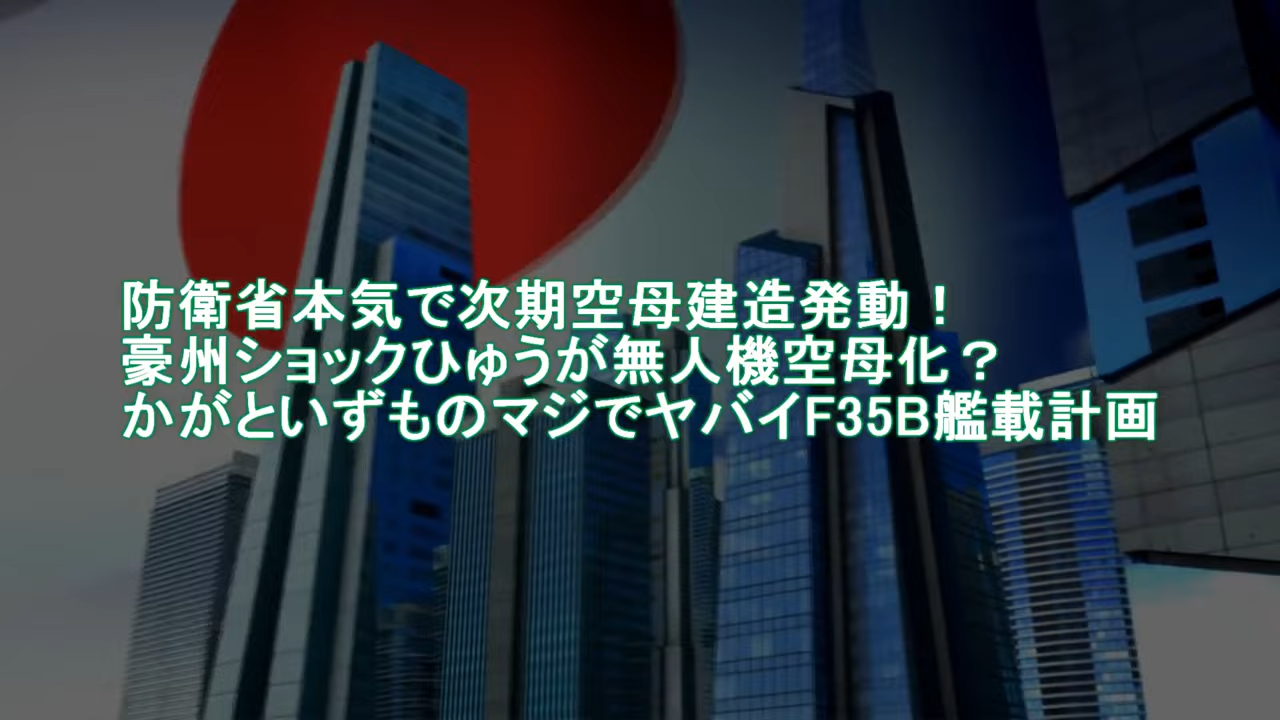 防衛省本気で次期空母建造発動！
豪州ショックひゅうが無人機空母化？
かがといずものマジでヤバイF35B艦載計画